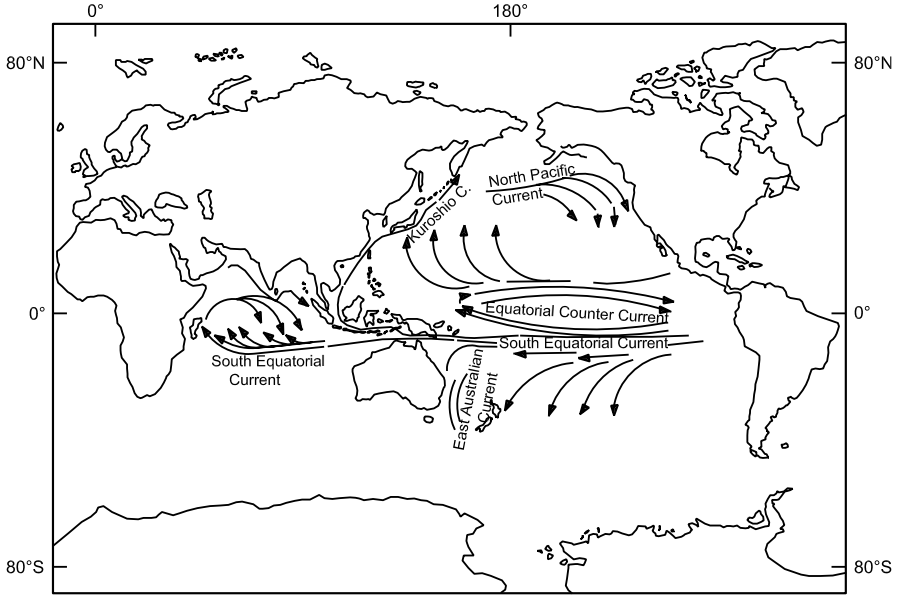 0° 180°
80°N 80°N
North Pacific
Current
Kuroshio C.
0° 0°
Equatorial Counter Current
South Equatorial Current
South Equatorial
Current
East Australian
Current
80°S 80°S